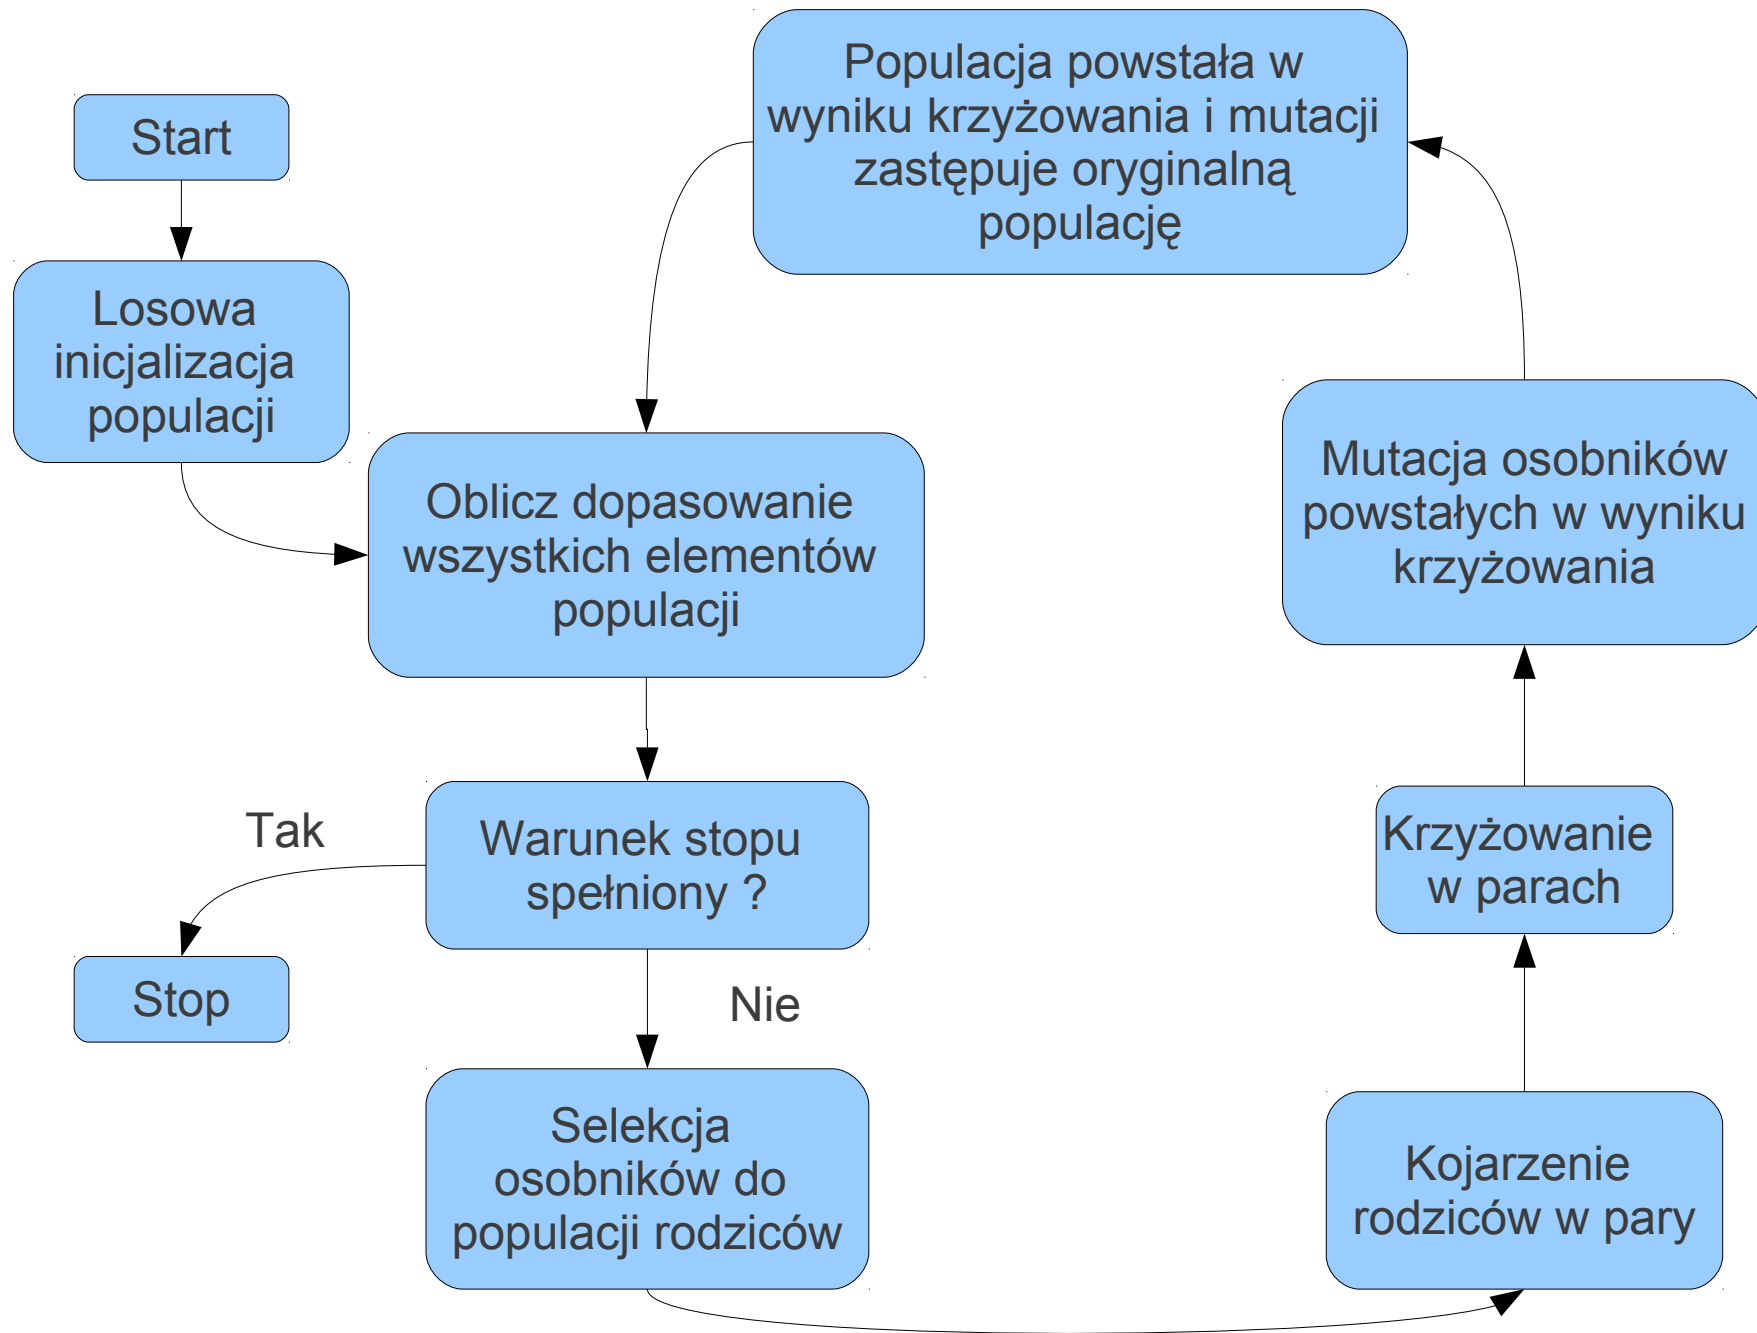 Start
Losowa
inicjalizacja
populacji
Oblicz dopasowanie
wszystkich elementów
populacji
Warunek stopu
spełniony ?
Tak
Stop
Nie
Selekcja
osobników do
populacji rodziców
Kojarzenie
rodziców w pary
Krzyżowanie
w parach
Mutacja osobników
powstałych w wyniku
krzyżowania
Populacja powstała w
wyniku krzyżowania i mutacji
zastępuje oryginalną
populację